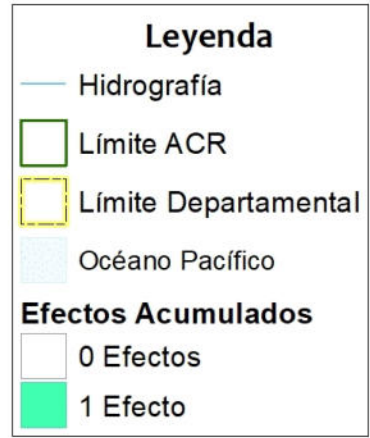 Leyenda
Hidrografía
Límite ACR
Límite Departamental
Océano Pacífico
Efectos Acumulados
0 Efectos
1 Efecto